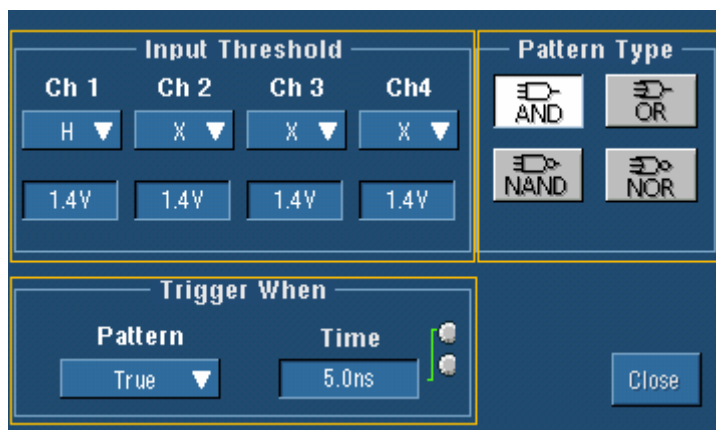 Input Threshold
Ch 1 Ch 2 Ch 3 Ch4
H X X X
1.4V 1.4V 1.4V 1.4V
Pattern Type
AND OR
NAND NOR
Trigger When
Pattern Time
True 5.0ns
Close